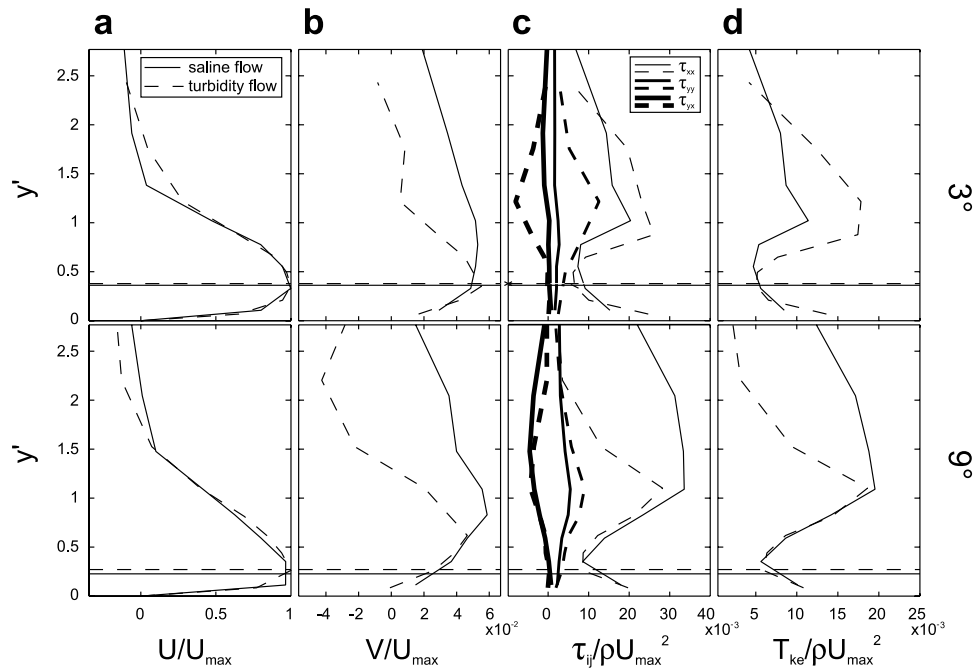 a b c d
2.5
2
1.5
1
0.5
0
y'
saline flow
turbidity flow
τxx
τyy
τyx
3°
2.5
2
1.5
1
0.5
0
y'
9°
0 1
-4 -2 0 2 4 6
x10⁻²
0 10 20 30 40
x10⁻³
5 10 15 20 25
x10⁻³
U/Umax
V/Umax
τij/ρUmax²
Tke/ρUmax²